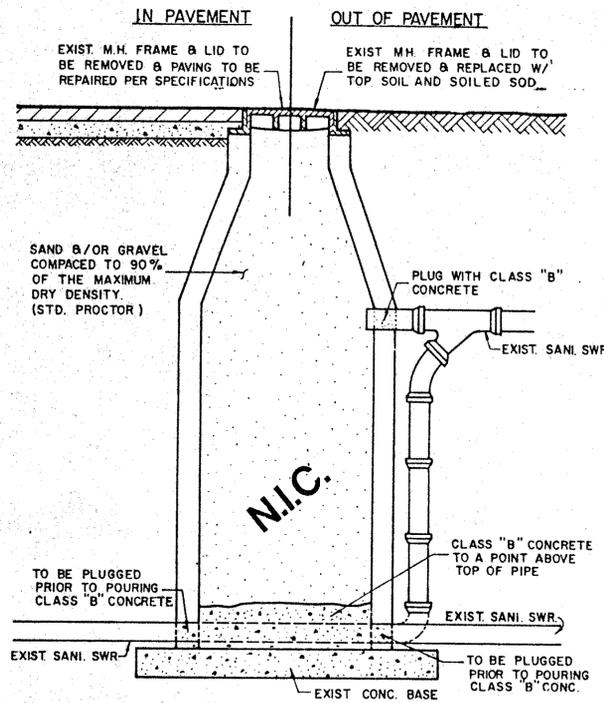 IN PAVEMENT
OUT OF PAVEMENT
EXIST. M.H. FRAME & LID TO
BE REMOVED & PAVING TO BE
REPAIRED PER SPECIFICATIONS
EXIST MH. FRAME & LID TO
BE REMOVED & REPLACED W/
TOP SOIL AND SOILED SOD
SAND &/OR GRAVEL
COMPACED TO 90%
OF THE MAXIMUM
DRY DENSITY.
(STD. PROCTOR)
PLUG WITH CLASS "B"
CONCRETE
EXIST. SANI. SWR
N.I.C.
CLASS "B" CONCRETE
TO A POINT ABOVE
TOP OF PIPE
TO BE PLUGGED
PRIOR TO POURING
CLASS "B" CONCRETE
EXIST. SANI. SWR.
EXIST. SANI. SWR.
TO BE PLUGGED
PRIOR TO POURING
CLASS "B" CONC.
EXIST CONC. BASE